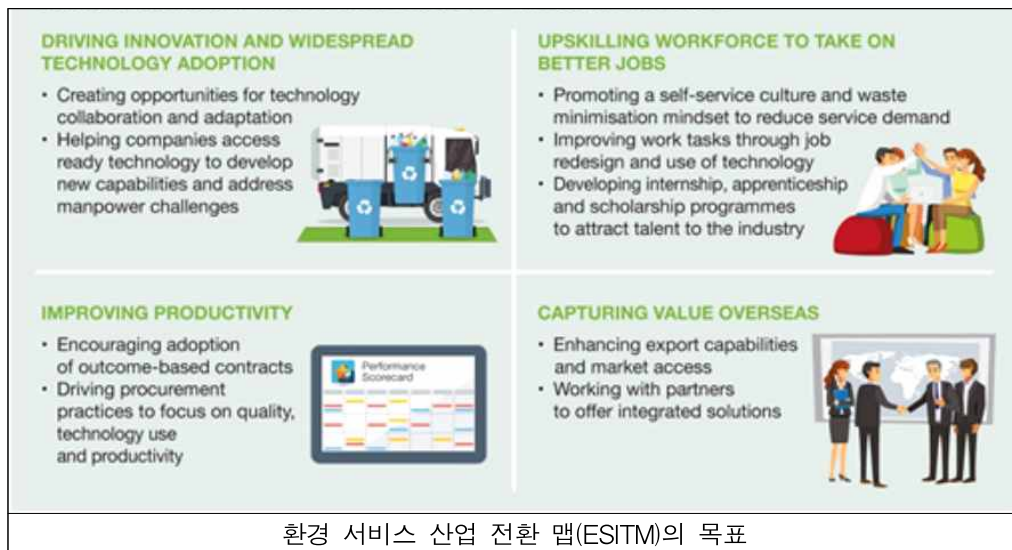 DRIVING INNOVATION AND WIDESPREAD
TECHNOLOGY ADOPTION
• Creating opportunities for technology
collaboration and adaptation
• Helping companies access
ready technology to develop
new capabilities and address
manpower challenges
UPSKILLING WORKFORCE TO TAKE ON
BETTER JOBS
• Promoting a self-service culture and waste
minimisation mindset to reduce service demand
• Improving work tasks through job
redesign and use of technology
• Developing internship, apprenticeship
and scholarship programmes
to attract talent to the industry
IMPROVING PRODUCTIVITY
• Encouraging adoption
of outcome-based contracts
• Driving procurement
practices to focus on quality,
technology use
and productivity
Performance
Scorecard
CAPTURING VALUE OVERSEAS
• Enhancing export capabilities
and market access
• Working with partners
to offer integrated solutions
환경 서비스 산업 전환 맵(ESITM)의 목표